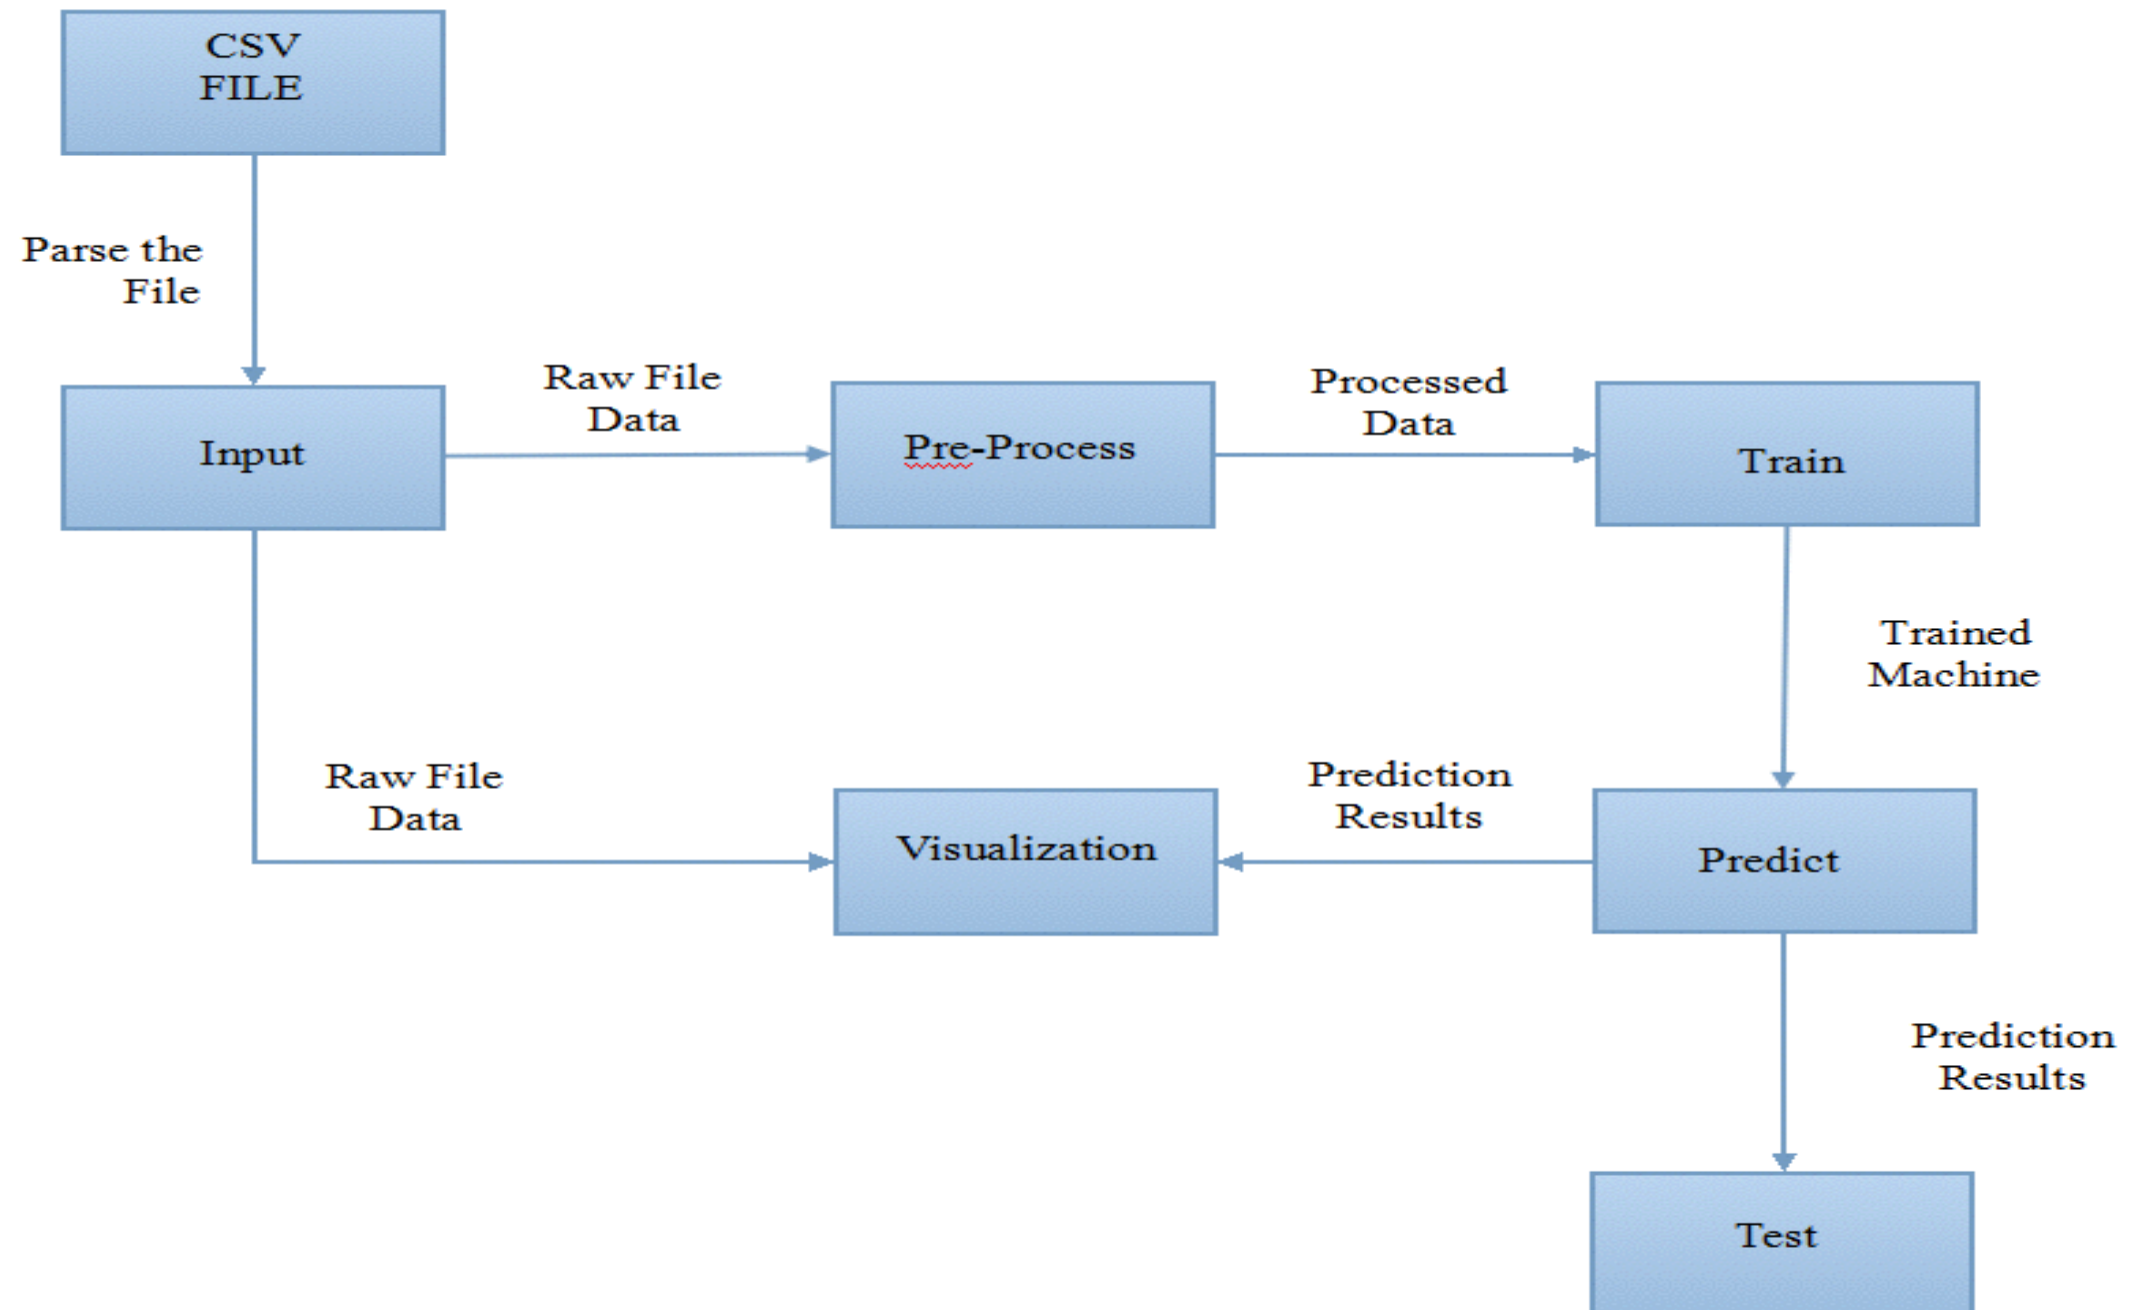 CSV
FILE
Parse the
File
Input
Raw File
Data
Pre-Process
Processed
Data
Train
Trained
Machine
Raw File
Data
Visualization
Prediction
Results
Predict
Prediction
Results
Test